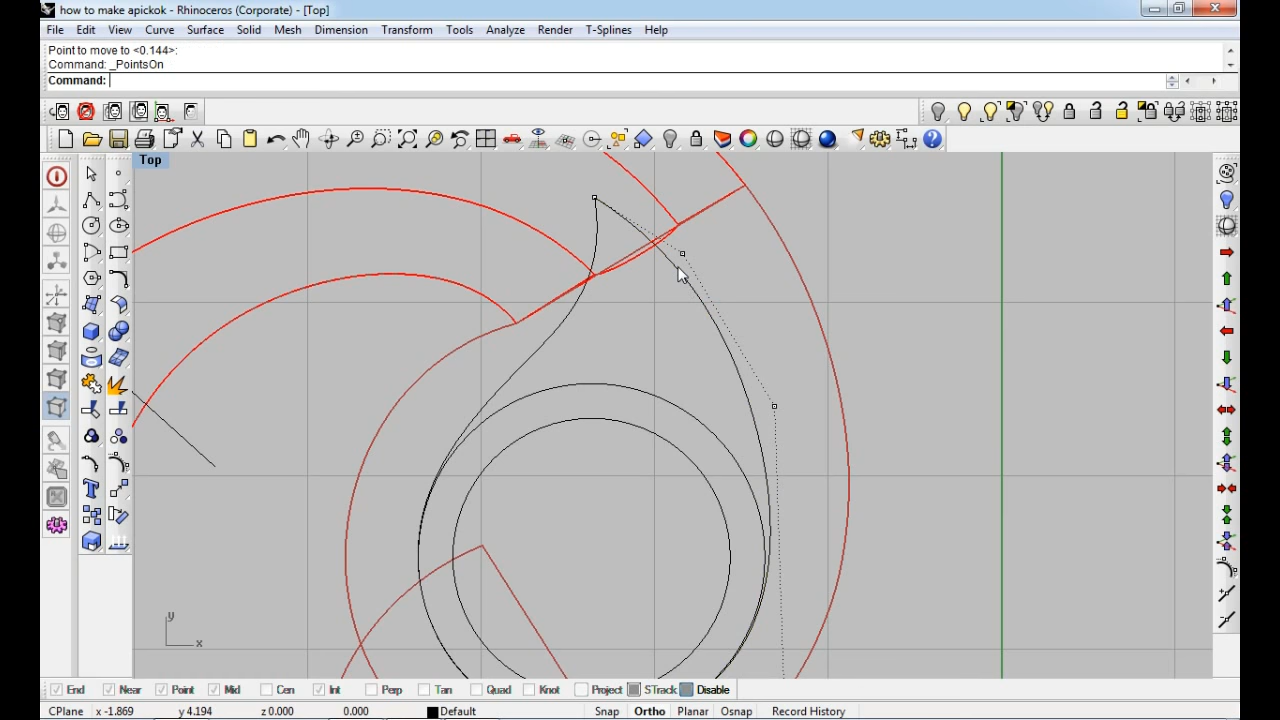 how to make apickok - Rhinoceros (Corporate) - [Top]
File Edit View Curve Surface Solid Mesh Dimension Transform Tools Analyze Render T-Splines Help
Point to move to <0.144>:
Command: _PointsOn
Command:
Top
y
x
End Near Point Mid Cen Int Perp Tan Quad Knot Project STrack Disable
CPlane x -1.869 y 4.194 z 0.000 0.000 Default Snap Ortho Planar Osnap Record History